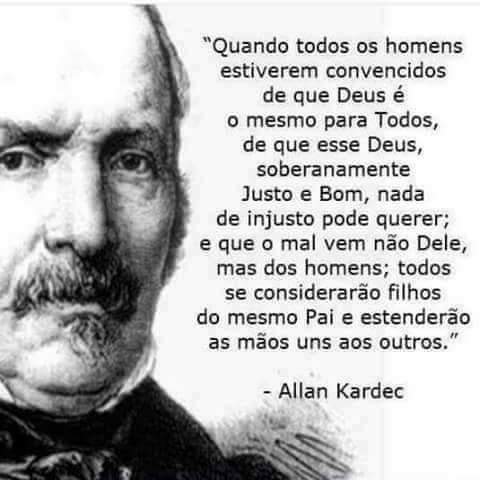 “Quando todos os homens
estiverem convencidos
de que Deus é
o mesmo para Todos,
de que esse Deus,
soberanamente
Justo e Bom, nada
de injusto pode querer;
e que o mal vem não Dele,
mas dos homens; todos
se considerarão filhos
do mesmo Pai e estenderão
as mãos uns aos outros.”
- Allan Kardec